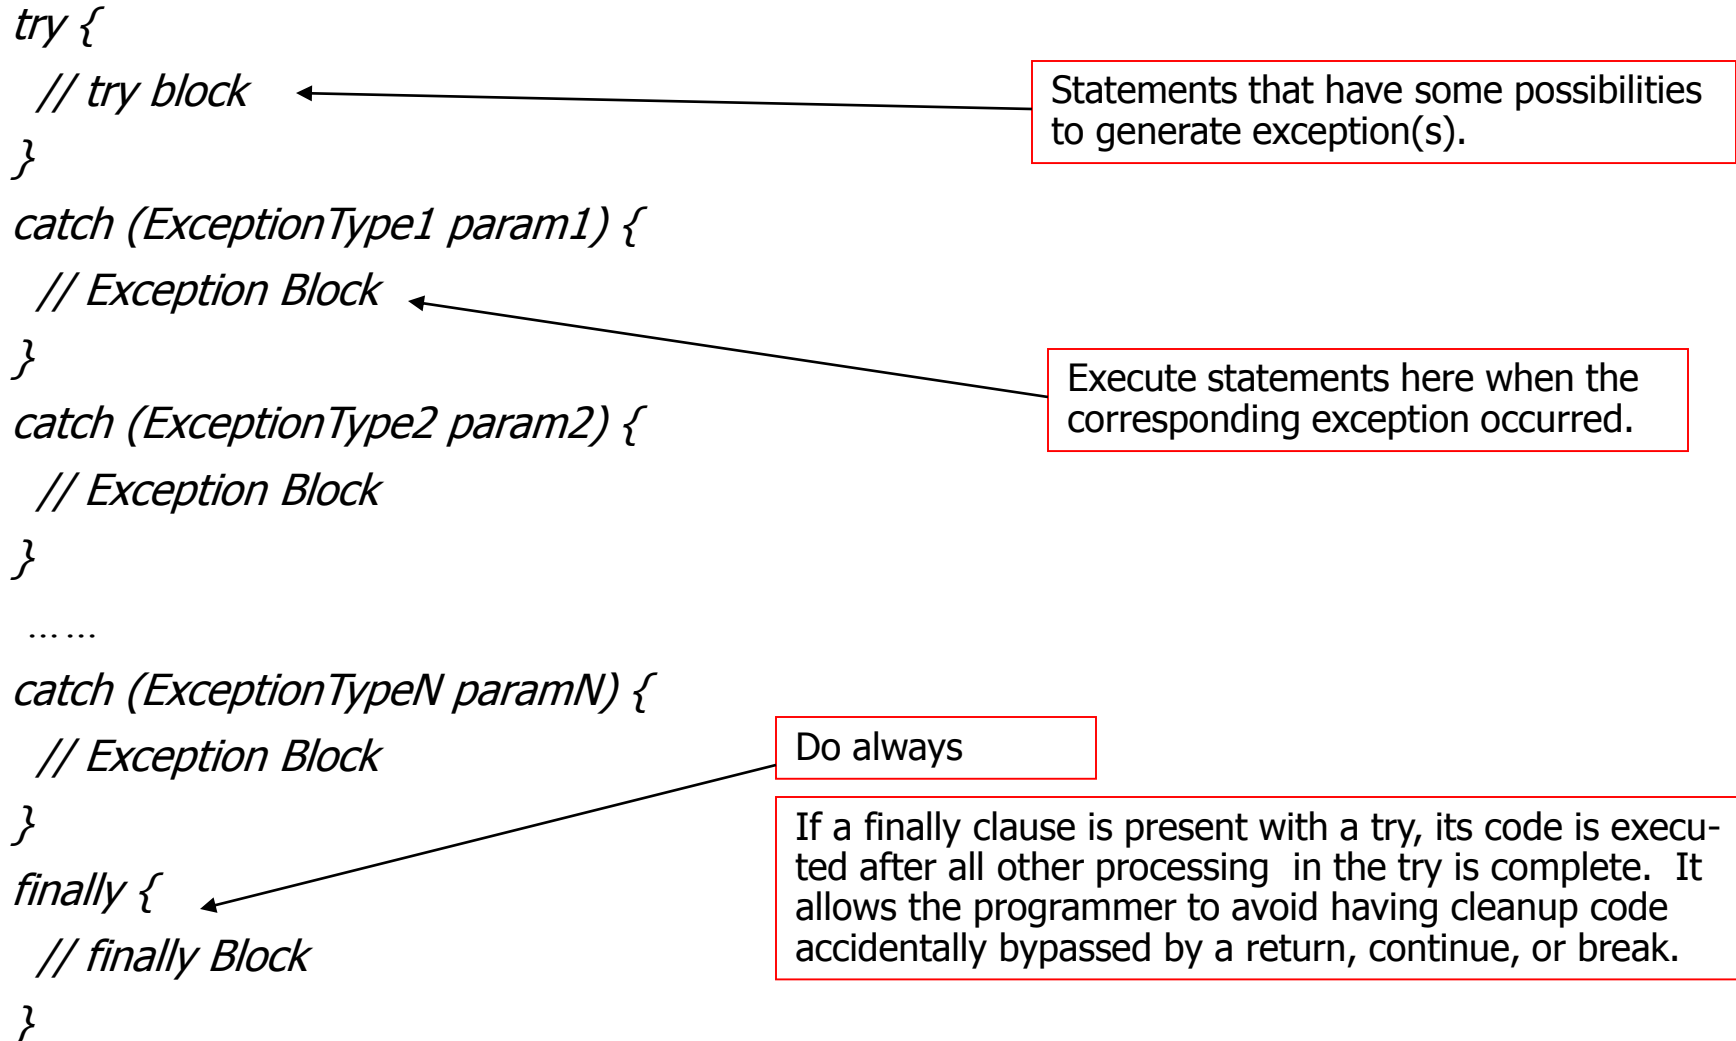 try {
// try block
Statements that have some possibilities
to generate exception(s).
}
catch (ExceptionType1 param1) {
// Exception Block
}
Execute statements here when the
corresponding exception occurred.
catch (ExceptionType2 param2) {
// Exception Block
}
... ...
catch (ExceptionTypeN paramN) {
// Exception Block
Do always
}
If a finally clause is present with a try, its code is execu-
ted after all other processing in the try is complete. It
allows the programmer to avoid having cleanup code
accidentally bypassed by a return, continue, or break.
finally {
// finally Block
}